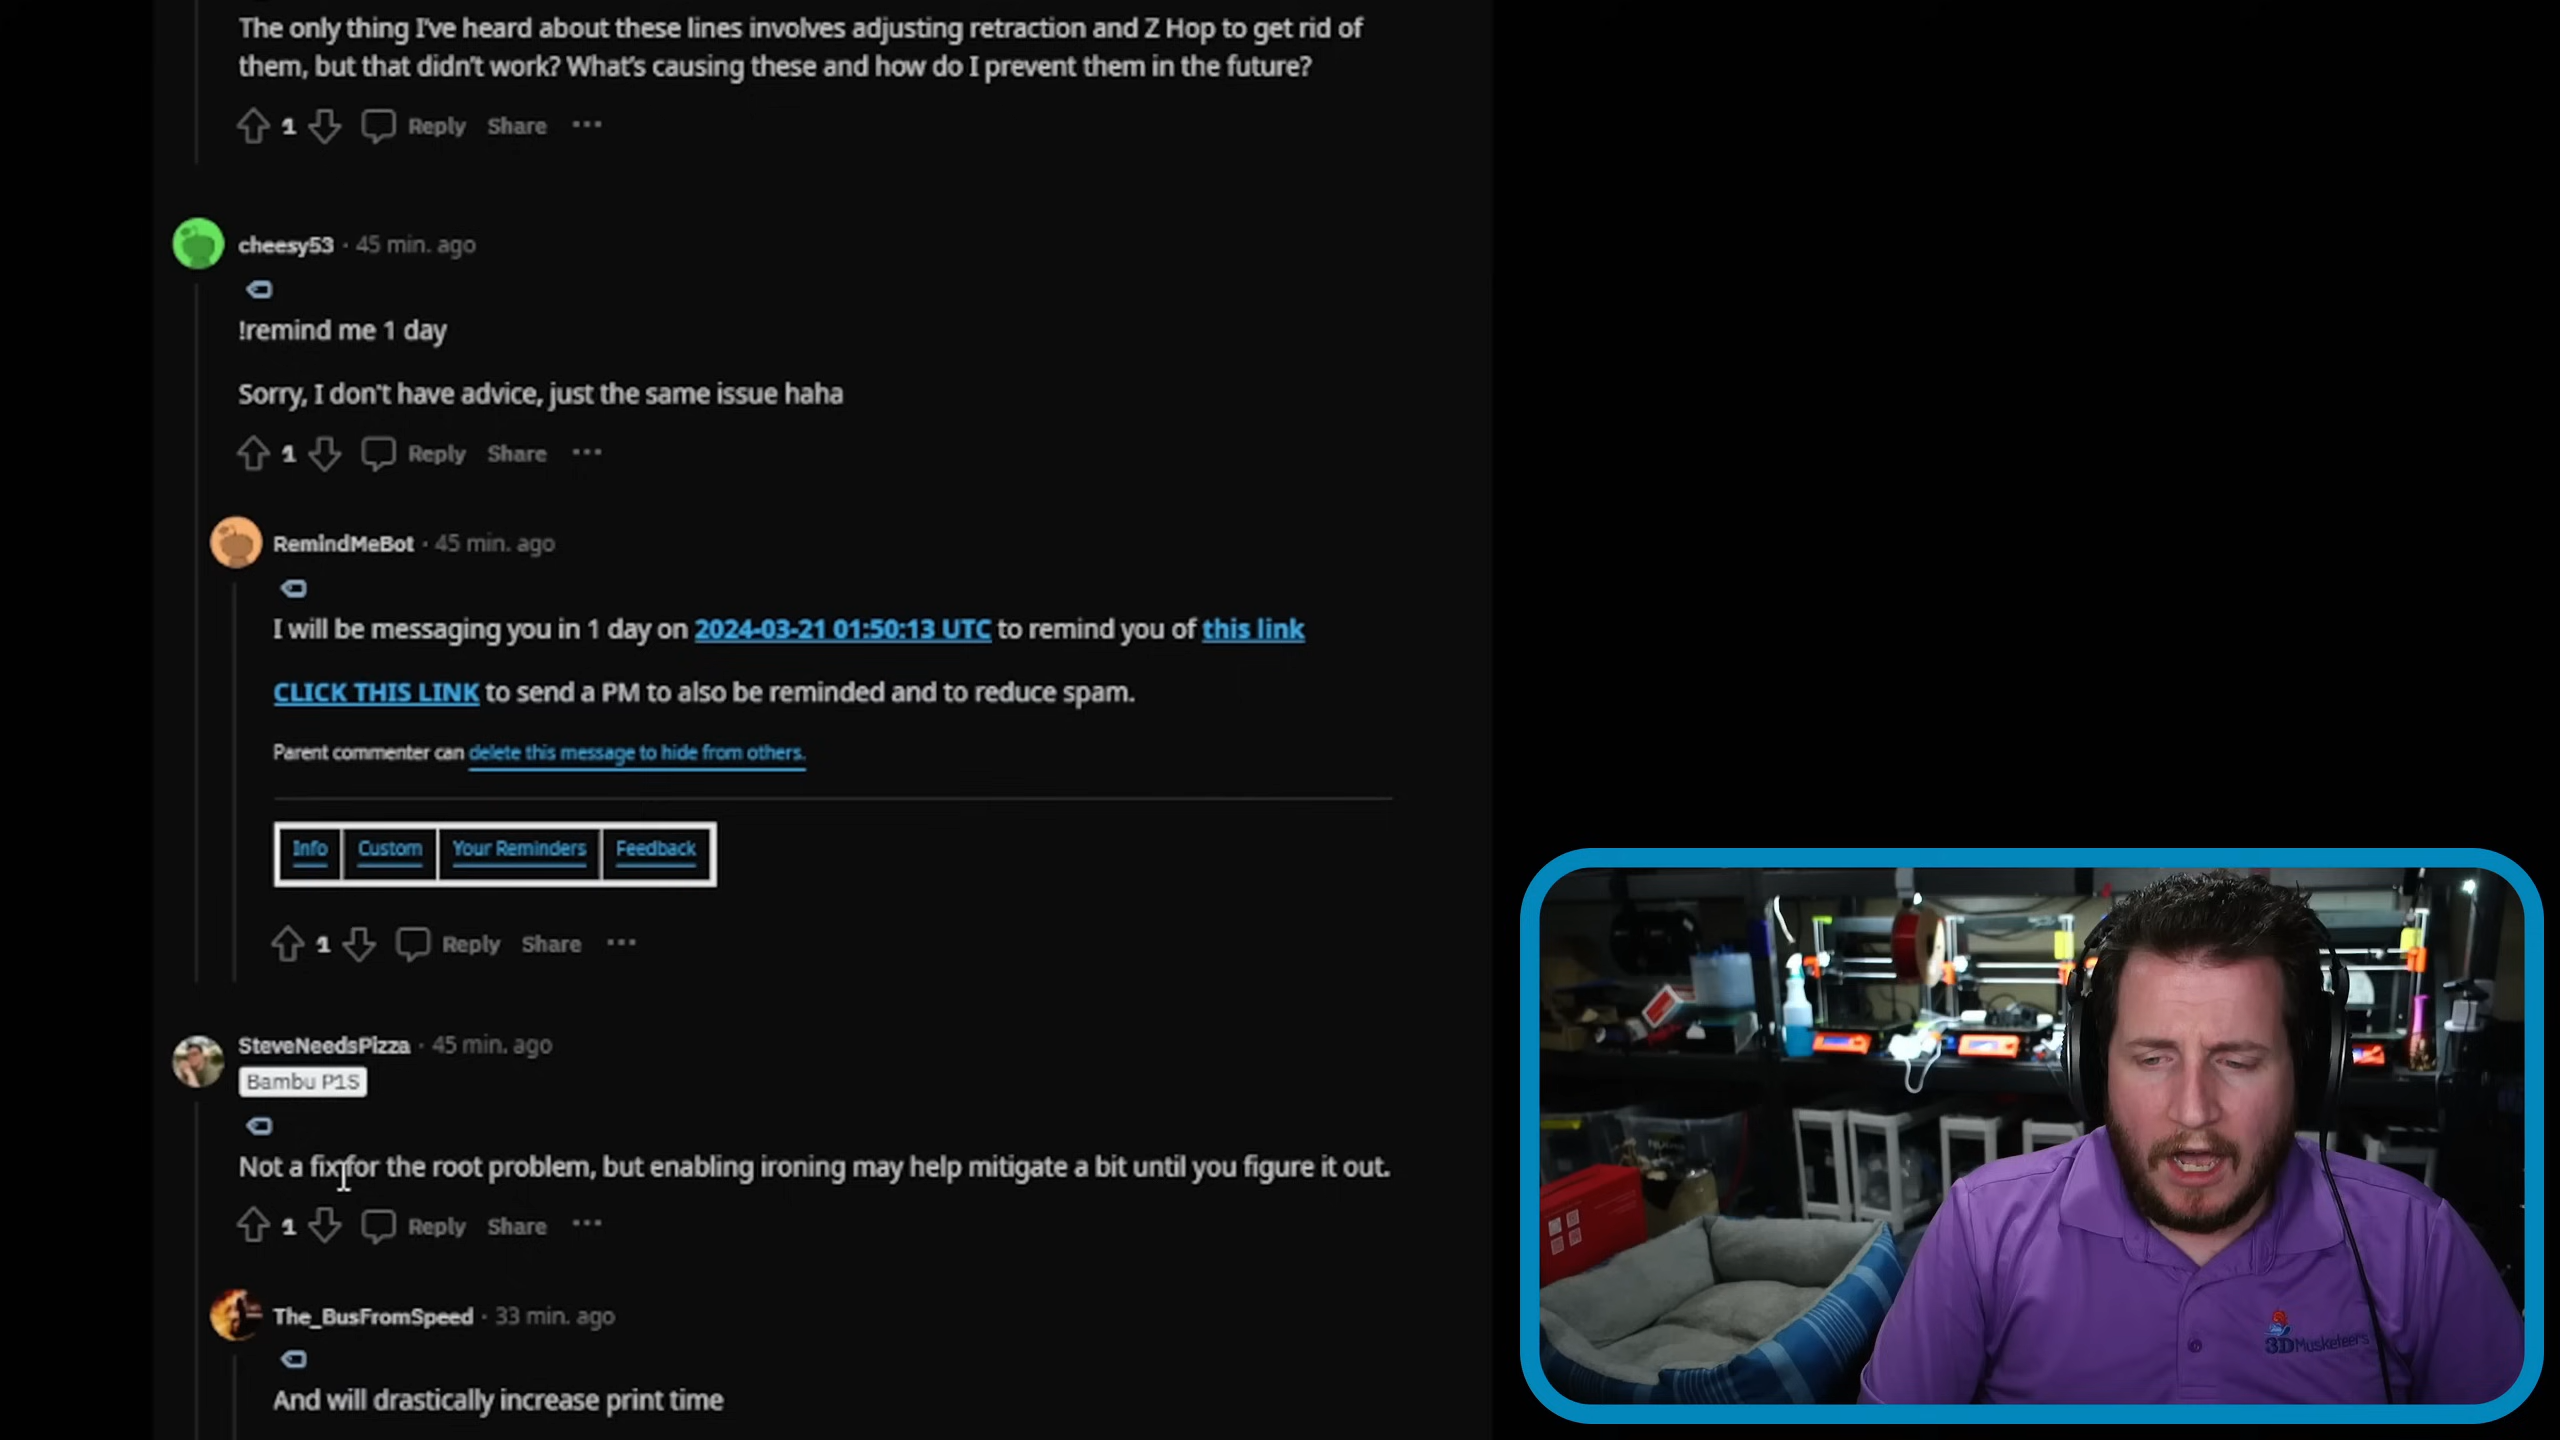 The only thing I've heard about these lines involves adjusting retraction and Z Hop to get rid of
them, but that didn't work? What's causing these and how do I prevent them in the future?
1 Reply Share ···
cheesy53 · 45 min. ago
!remind me 1 day
Sorry, I don't have advice, just the same issue haha
1 Reply Share ···
RemindMeBot · 45 min. ago
I will be messaging you in 1 day on 2024-03-21 01:50:13 UTC to remind you of this link
CLICK THIS LINK to send a PM to also be reminded and to reduce spam.
Parent commenter can delete this message to hide from others.
Info Custom Your Reminders Feedback
1 Reply Share ···
SteveNeedsPizza · 45 min. ago
Bambu P1S
Not a fix for the root problem, but enabling ironing may help mitigate a bit until you figure it out.
1 Reply Share ···
The_BusFromSpeed · 33 min. ago
And will drastically increase print time
3DMusketeers